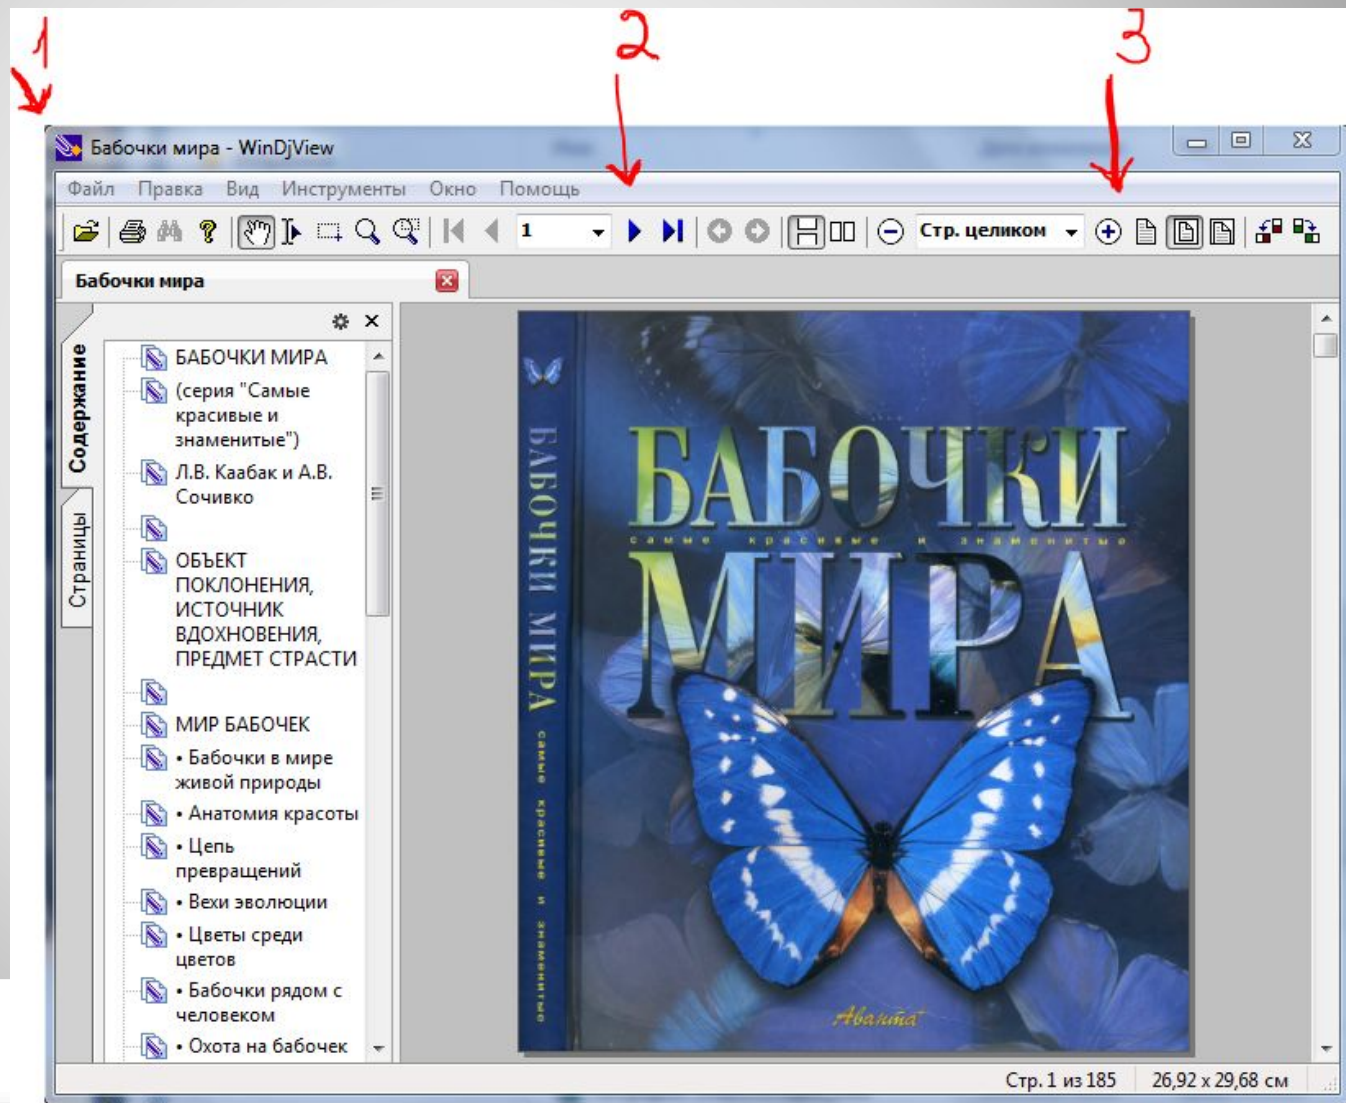 1
2
3
Бабочки мира - WinDjView
Файл Правка Вид Инструменты Окно Помощь
1
Стр. целиком
Бабочки мира
Содержание
Страницы
БАБОЧКИ МИРА
(серия "Самые
красивые и
знаменитые")
Л.В. Каабак и А.В.
Сочивко
ОБЪЕКТ
ПОКЛОНЕНИЯ,
ИСТОЧНИК
ВДОХНОВЕНИЯ,
ПРЕДМЕТ СТРАСТИ
МИР БАБОЧЕК
• Бабочки в мире
живой природы
• Анатомия красоты
• Цепь
превращений
• Вехи эволюции
• Цветы среди
цветов
• Бабочки рядом с
человеком
• Охота на бабочек
БАБОЧКИ МИРА самые красивые и знаменитые
БАБОЧКИ
самые красивые и знаменитые
МИРА
Аванта+
Стр. 1 из 185 26,92 x 29,68 см